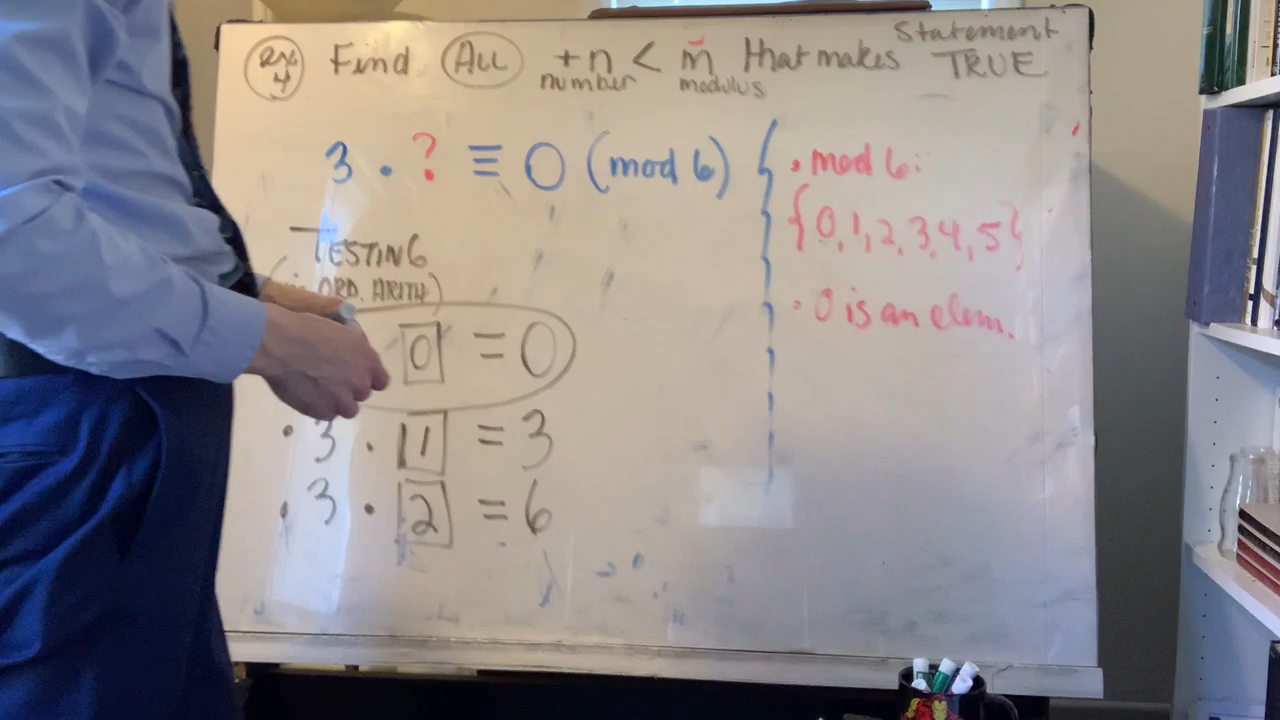 Ex 4 Find ALL +n < m that makes Statement TRUE
number modulus
3 · ? ≡ 0 (mod 6)
TESTING
ORD. ARITH)
0 = 0
· 3 · 1 = 3
· 3 · 2 = 6
· mod 6:
{0, 1, 2, 3, 4, 5}
· 0 is an elem.